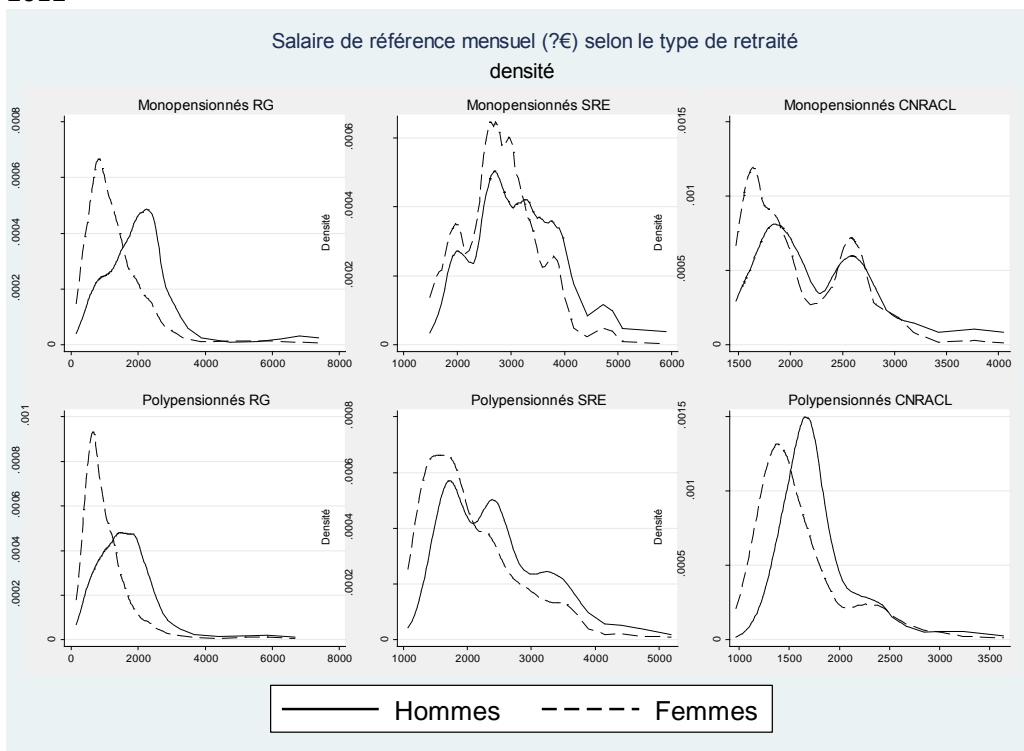 Salaire de référence mensuel (?€) selon le type de retraité
densité
Monopensionnés RG
Monopensionnés SRE
Monopensionnés CNRACL
0 .0002 .0004 .0006 .0008
0 2000 4000 6000 8000
Densité
0 .0002 .0004 .0006
1000 2000 3000 4000 5000 6000
Densité
0 .0005 .001 .0015
1500 2000 2500 3000 3500 4000
Polypensionnés RG
Polypensionnés SRE
Polypensionnés CNRACL
0 .0002 .0004 .0006 .0008 .001
0 2000 4000 6000 8000
Densité
0 .0002 .0004 .0006 .0008
1000 2000 3000 4000 5000
Densité
0 .0005 .001 .0015
1000 1500 2000 2500 3000 3500
Hommes
Femmes